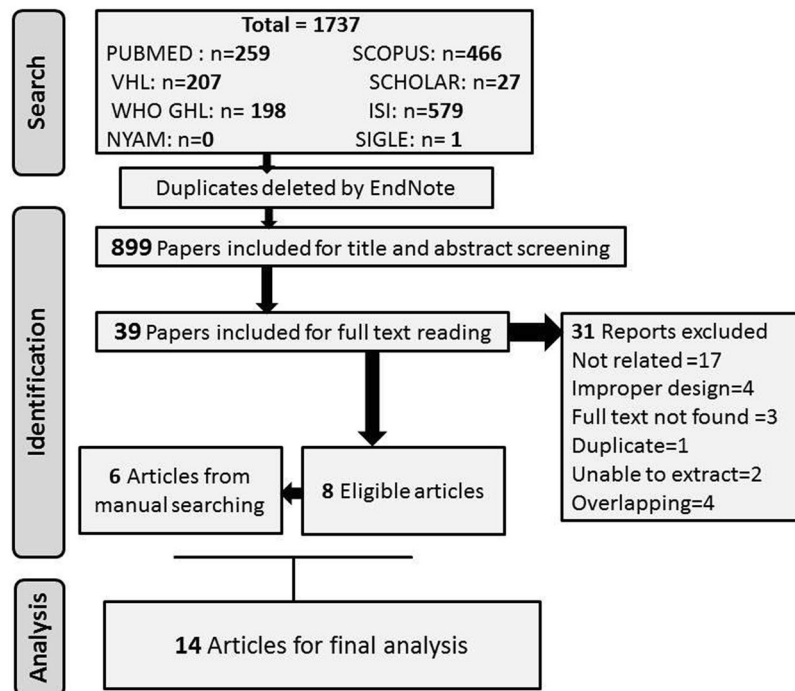 Search
Total = 1737
PUBMED : n=259 SCOPUS: n=466
VHL: n=207 SCHOLAR: n=27
WHO GHL: n= 198 ISI: n=579
NYAM: n=0 SIGLE: n= 1
Duplicates deleted by EndNote
Identification
899 Papers included for title and abstract screening
39 Papers included for full text reading
31 Reports excluded
Not related =17
Improper design=4
Full text not found =3
Duplicate=1
Unable to extract=2
Overlapping=4
6 Articles from
manual searching
8 Eligible articles
Analysis
14 Articles for final analysis